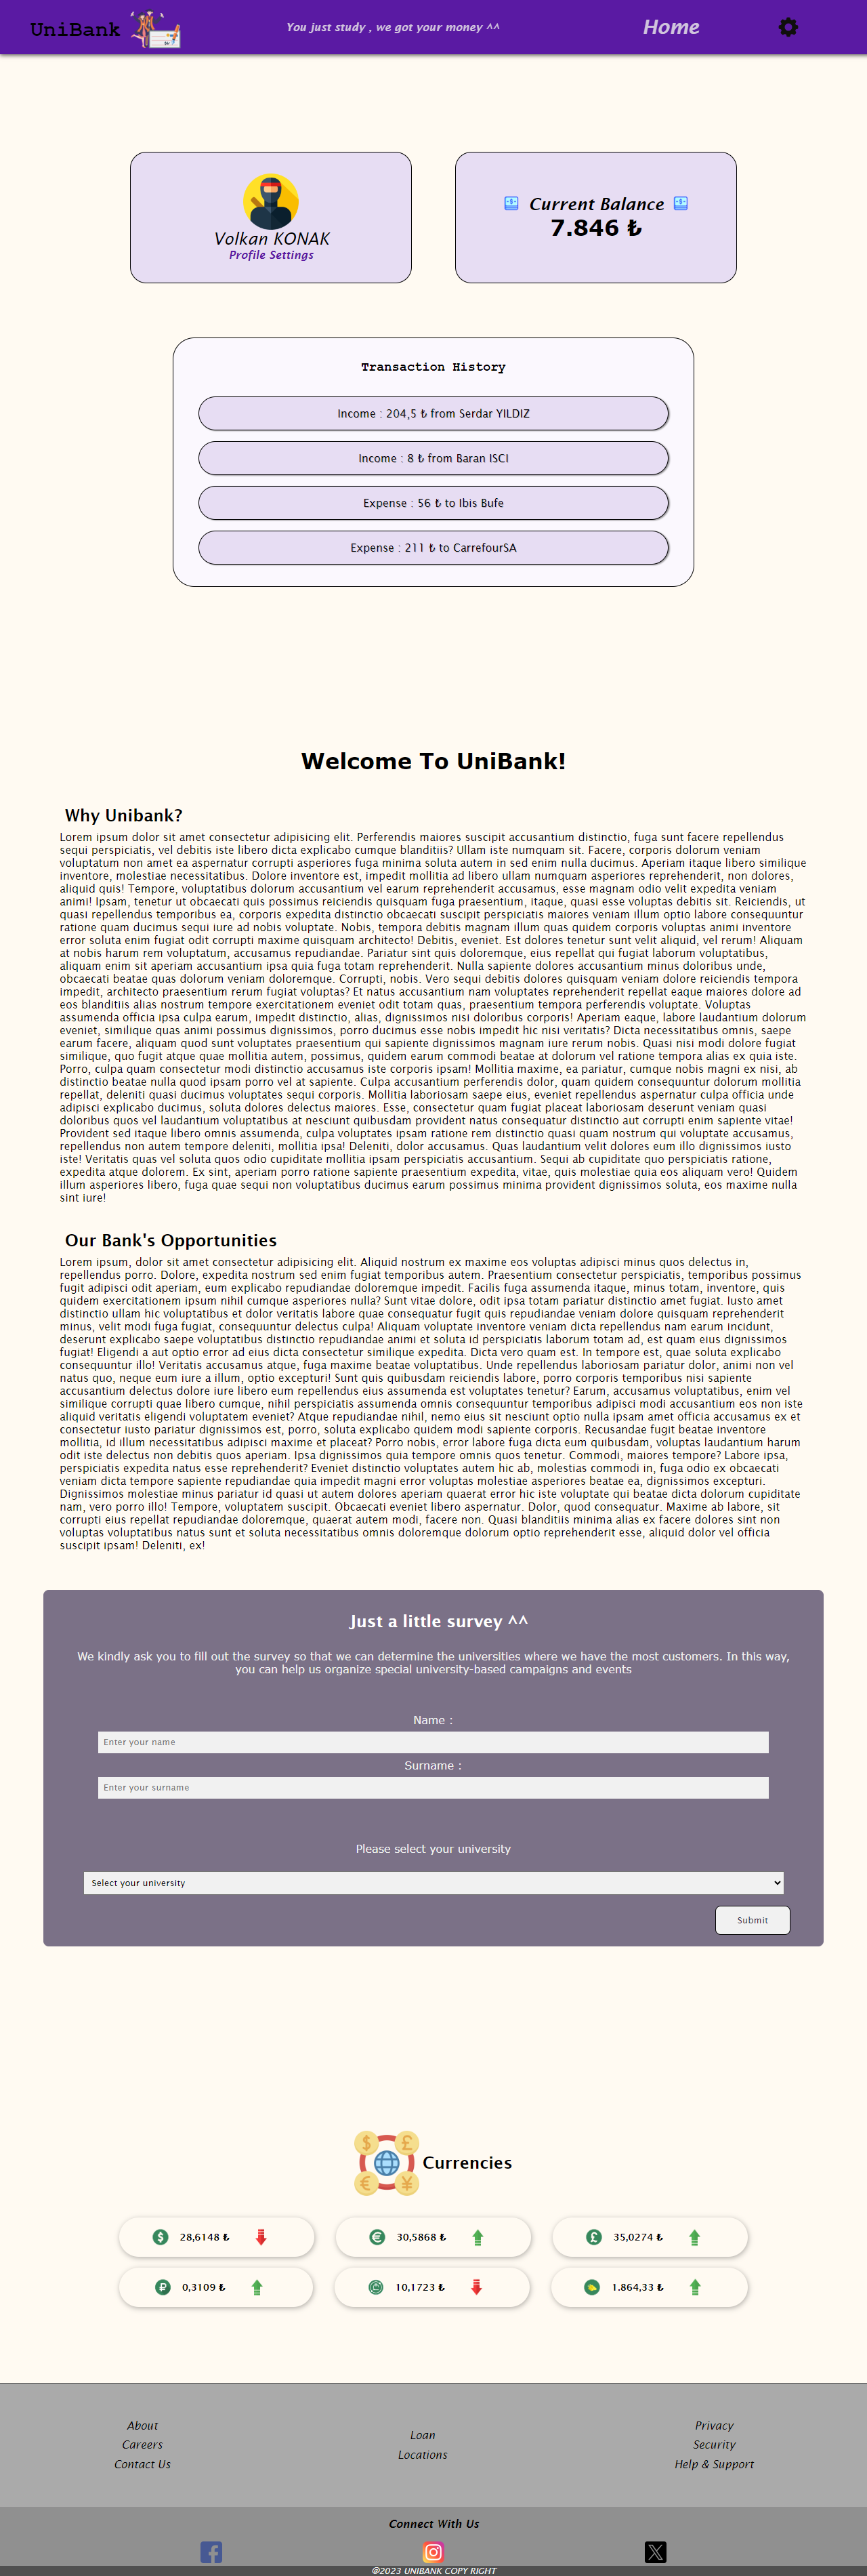 UniBank
You just study , we got your money ^^
Home
Volkan KONAK
Profile Settings
Current Balance
7.846 ₺
Transaction History
Income : 204,5 ₺ from Serdar YILDIZ
Income : 8 ₺ from Baran ISCI
Expense : 56 ₺ to Ibis Bufe
Expense : 211 ₺ to CarrefourSA
Welcome To UniBank!
Why Unibank?
Lorem ipsum dolor sit amet consectetur adipisicing elit. Perferendis maiores suscipit accusantium distinctio, fuga sunt facere repellendus
sequi perspiciatis, vel debitis iste libero dicta explicabo cumque blanditiis? Ullam iste numquam sit. Facere, corporis dolorum veniam
voluptatum non amet ea aspernatur corrupti asperiores fuga minima soluta autem in sed enim nulla ducimus. Aperiam itaque libero similique
inventore, molestiae necessitatibus. Dolore inventore est, impedit mollitia ad libero ullam numquam asperiores reprehenderit, non dolores,
aliquid quis! Tempore, voluptatibus dolorum accusantium vel earum reprehenderit accusamus, esse magnam odio velit expedita veniam
animi! Ipsam, tenetur ut obcaecati quis possimus reiciendis quisquam fuga praesentium, itaque, quasi esse voluptas debitis sit. Reiciendis, ut
quasi repellendus temporibus ea, corporis expedita distinctio obcaecati suscipit perspiciatis maiores veniam illum optio labore consequuntur
ratione quam ducimus sequi iure ad nobis voluptate. Nobis, tempora debitis magnam illum quas quidem corporis voluptas animi inventore
error soluta enim fugiat odit corrupti maxime quisquam architecto! Debitis, eveniet. Est dolores tenetur sunt velit aliquid, vel rerum! Aliquam
at nobis harum rem voluptatum, accusamus repudiandae. Pariatur sint quis doloremque, eius repellat qui fugiat laborum voluptatibus,
aliquam enim sit aperiam accusantium ipsa quia fuga totam reprehenderit. Nulla sapiente dolores accusantium minus doloribus unde,
obcaecati beatae quas dolorum veniam doloremque. Corrupti, nobis. Vero sequi debitis dolores quisquam veniam dolore reiciendis tempora
impedit, architecto praesentium rerum fugiat voluptas? Et natus accusantium nam voluptates reprehenderit repellat eaque maiores dolore ad
eos blanditiis alias nostrum tempore exercitationem eveniet odit totam quas, praesentium tempora perferendis voluptate. Voluptas
assumenda officia ipsa culpa earum, impedit distinctio, alias, dignissimos nisi doloribus corporis! Aperiam eaque, labore laudantium dolorum
eveniet, similique quas animi possimus dignissimos, porro ducimus esse nobis impedit hic nisi veritatis? Dicta necessitatibus omnis, saepe
earum facere, aliquam quod sunt voluptates praesentium qui sapiente dignissimos magnam iure rerum nobis. Quasi nisi modi dolore fugiat
similique, quo fugit atque quae mollitia autem, possimus, quidem earum commodi beatae at dolorum vel ratione tempora alias ex quia iste.
Porro, culpa quam consectetur modi distinctio accusamus iste corporis ipsam! Mollitia maxime, ea pariatur, cumque nobis magni ex nisi, ab
distinctio beatae nulla quod ipsam porro vel at sapiente. Culpa accusantium perferendis dolor, quam quidem consequuntur dolorum mollitia
repellat, deleniti quasi ducimus voluptates sequi corporis. Mollitia laboriosam saepe eius, eveniet repellendus aspernatur culpa officia unde
adipisci explicabo ducimus, soluta dolores delectus maiores. Esse, consectetur quam fugiat placeat laboriosam deserunt veniam quasi
doloribus quos vel laudantium voluptatibus at nesciunt quibusdam provident natus consequatur distinctio aut corrupti enim sapiente vitae!
Provident sed itaque libero omnis assumenda, culpa voluptates ipsam ratione rem distinctio quasi quam nostrum qui voluptate accusamus,
repellendus non autem tempore deleniti, mollitia ipsa! Deleniti, dolor accusamus. Quas laudantium velit dolores eum illo dignissimos iusto
iste! Veritatis quas vel soluta quos odio cupiditate mollitia ipsam perspiciatis accusantium. Sequi ab cupiditate quo perspiciatis ratione,
expedita atque dolorem. Ex sint, aperiam porro ratione sapiente praesentium expedita, vitae, quis molestiae quia eos aliquam vero! Quidem
illum asperiores libero, fuga quae sequi non voluptatibus ducimus earum possimus minima provident dignissimos soluta, eos maxime nulla
sint iure!
Our Bank's Opportunities
Lorem ipsum, dolor sit amet consectetur adipisicing elit. Aliquid nostrum ex maxime eos voluptas adipisci minus quos delectus in,
repellendus porro. Dolore, expedita nostrum sed enim fugiat temporibus autem. Praesentium consectetur perspiciatis, temporibus possimus
fugit adipisci odit aperiam, eum explicabo repudiandae doloremque impedit. Facilis fuga assumenda itaque, minus totam, inventore, quis
quidem exercitationem ipsum nihil cumque asperiores nulla? Sunt vitae dolore, odit ipsa totam pariatur distinctio amet fugiat. Iusto amet
distinctio ullam hic voluptatibus et dolor veritatis labore quae consequatur fugit quis repudiandae veniam dolore quisquam reprehenderit
minus, velit modi fuga fugiat, consequuntur delectus culpa! Aliquam voluptate inventore veniam dicta repellendus nam earum incidunt,
deserunt explicabo saepe voluptatibus distinctio repudiandae animi et soluta id perspiciatis laborum totam ad, est quam eius dignissimos
fugiat! Eligendi a aut optio error ad eius dicta consectetur similique expedita. Dicta vero quam est. In tempore est, quae soluta explicabo
consequuntur illo! Veritatis accusamus atque, fuga maxime beatae voluptatibus. Unde repellendus laboriosam pariatur dolor, animi non vel
natus quo, neque eum iure a illum, optio excepturi! Sunt quis quibusdam reiciendis labore, porro corporis temporibus nisi sapiente
accusantium delectus dolore iure libero eum repellendus eius assumenda est voluptates tenetur? Earum, accusamus voluptatibus, enim vel
similique corrupti quae libero cumque, nihil perspiciatis assumenda omnis consequuntur temporibus adipisci modi accusantium eos non iste
aliquid veritatis eligendi voluptatem eveniet? Atque repudiandae nihil, nemo eius sit nesciunt optio nulla ipsam amet officia accusamus ex et
consectetur iusto pariatur dignissimos est, porro, soluta explicabo quidem modi sapiente corporis. Recusandae fugit beatae inventore
mollitia, id illum necessitatibus adipisci maxime et placeat? Porro nobis, error labore fuga dicta eum quibusdam, voluptas laudantium harum
odit iste delectus non debitis quos aperiam. Ipsa dignissimos quia tempore omnis quos tenetur. Commodi, maiores tempore? Labore ipsa,
perspiciatis expedita natus esse reprehenderit? Eveniet distinctio voluptates autem hic ab, molestias commodi in, fuga odio ex obcaecati
veniam dicta tempore sapiente repudiandae quia impedit magni error voluptas molestiae asperiores beatae ea, dignissimos excepturi.
Dignissimos molestiae minus pariatur id quasi ut autem dolores aperiam quaerat error hic iste voluptate qui beatae dicta dolorum cupiditate
nam, vero porro illo! Tempore, voluptatem suscipit. Obcaecati eveniet libero aspernatur. Dolor, quod consequatur. Maxime ab labore, sit
corrupti eius repellat repudiandae doloremque, quaerat autem modi, facere non. Quasi blanditiis minima alias ex facere dolores sint non
voluptas voluptatibus natus sunt et soluta necessitatibus omnis doloremque dolorum optio reprehenderit esse, aliquid dolor vel officia
suscipit ipsam! Deleniti, ex!
Just a little survey ^^
We kindly ask you to fill out the survey so that we can determine the universities where we have the most customers. In this way,
you can help us organize special university-based campaigns and events
Name :
Enter your name
Surname :
Enter your surname
Please select your university
Select your university
Submit
Currencies
28,6148 ₺
30,5868 ₺
35,0274 ₺
0,3109 ₺
10,1723 ₺
1.864,33 ₺
About
Careers
Contact Us
Loan
Locations
Privacy
Security
Help & Support
Connect With Us
@2023 UNIBANK COPY RIGHT